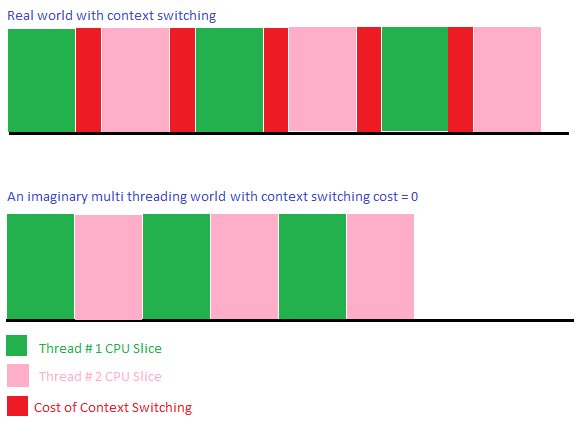 Real world with context switching
An imaginary multi threading world with context switching cost = 0
Thread # 1 CPU Slice
Thread # 2 CPU Slice
Cost of Context Switching